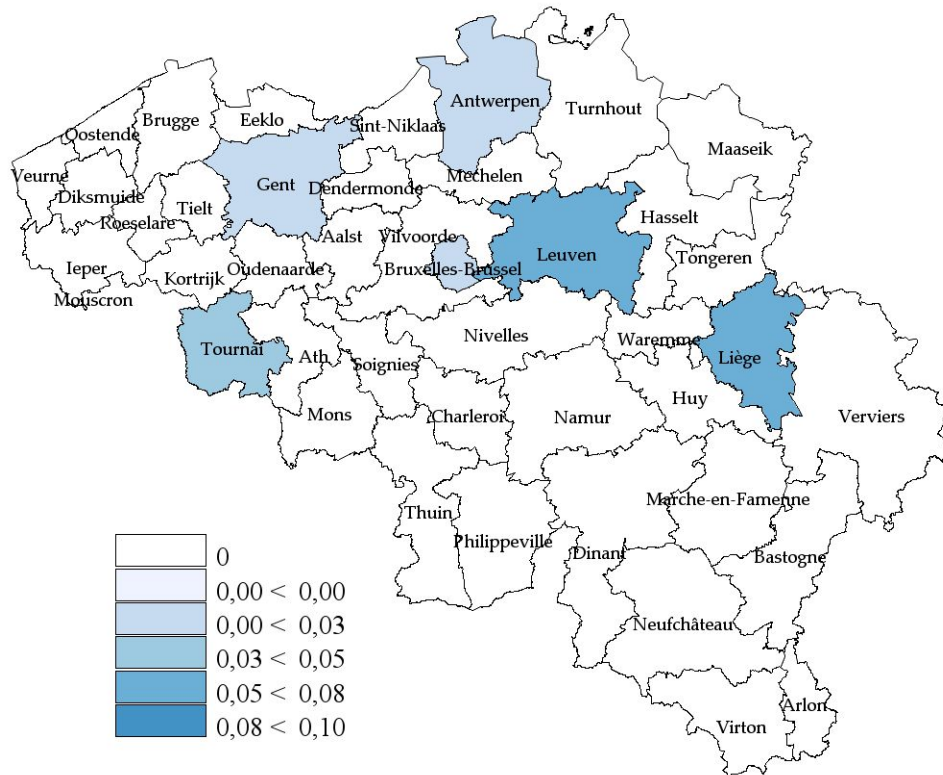 Antwerpen
Turnhout
Brugge
Eeklo
Sint-Niklaas
Oostende
Maaseik
Veurne
Gent
Dendermonde
Mechelen
Diksmuide
Tielt
Roeselare
Hasselt
Aalst
Vilvoorde
Leuven
Tongeren
Ieper
Kortrijk
Oudenaarde
Bruxelles-Brussel
Mouscron
Nivelles
Waremme
Tournai
Ath
Soignies
Liège
Mons
Charleroi
Namur
Huy
Verviers
Marche-en-Famenne
Thuin
Philippeville
Dinant
Bastogne
Neufchâteau
Virton
Arlon
0
0,00 < 0,00
0,00 < 0,03
0,03 < 0,05
0,05 < 0,08
0,08 < 0,10